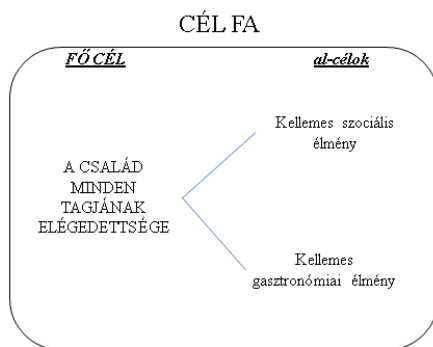 CÉL FA
FŐ CÉL
al-célok
Kellemes szociális
élmény
A CSALÁD
MINDEN
TAGJÁNAK
ELÉGEDETTSÉGE
Kellemes
gasztronómiai élmény